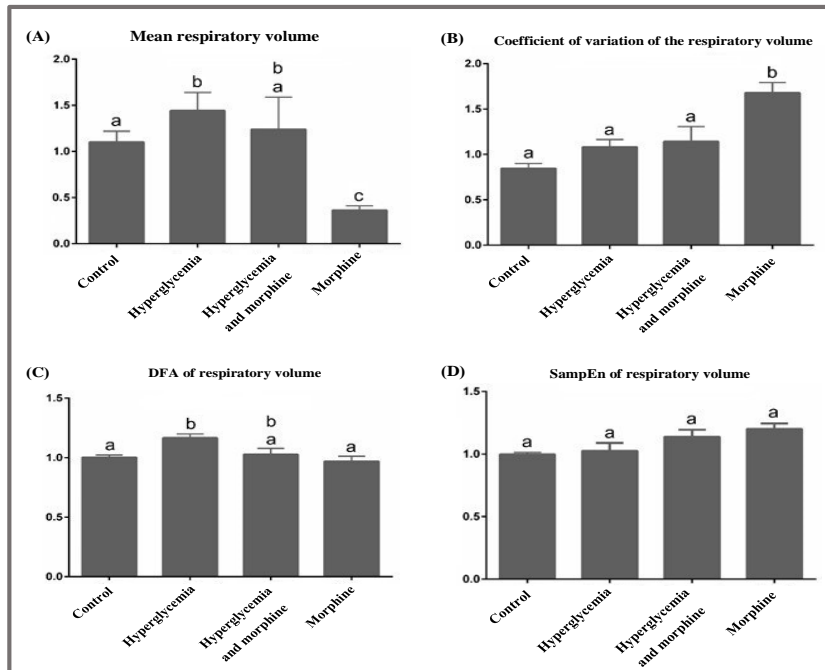 (A)
Mean respiratory volume
2.0
1.5
1.0
0.5
0.0
a
b
b
a
c
Control
Hyperglycemia
Hyperglycemia
and morphine
Morphine
(B)
Coefficient of variation of the respiratory volume
2.0
1.5
1.0
0.5
0.0
a
a
a
b
Control
Hyperglycemia
Hyperglycemia
and morphine
Morphine
(C)
DFA of respiratory volume
1.5
1.0
0.5
0.0
a
b
b
a
a
Control
Hyperglycemia
Hyperglycemia
and morphine
Morphine
(D)
SampEn of respiratory volume
1.5
1.0
0.5
0.0
a
a
a
a
Control
Hyperglycemia
Hyperglycemia
and morphine
Morphine